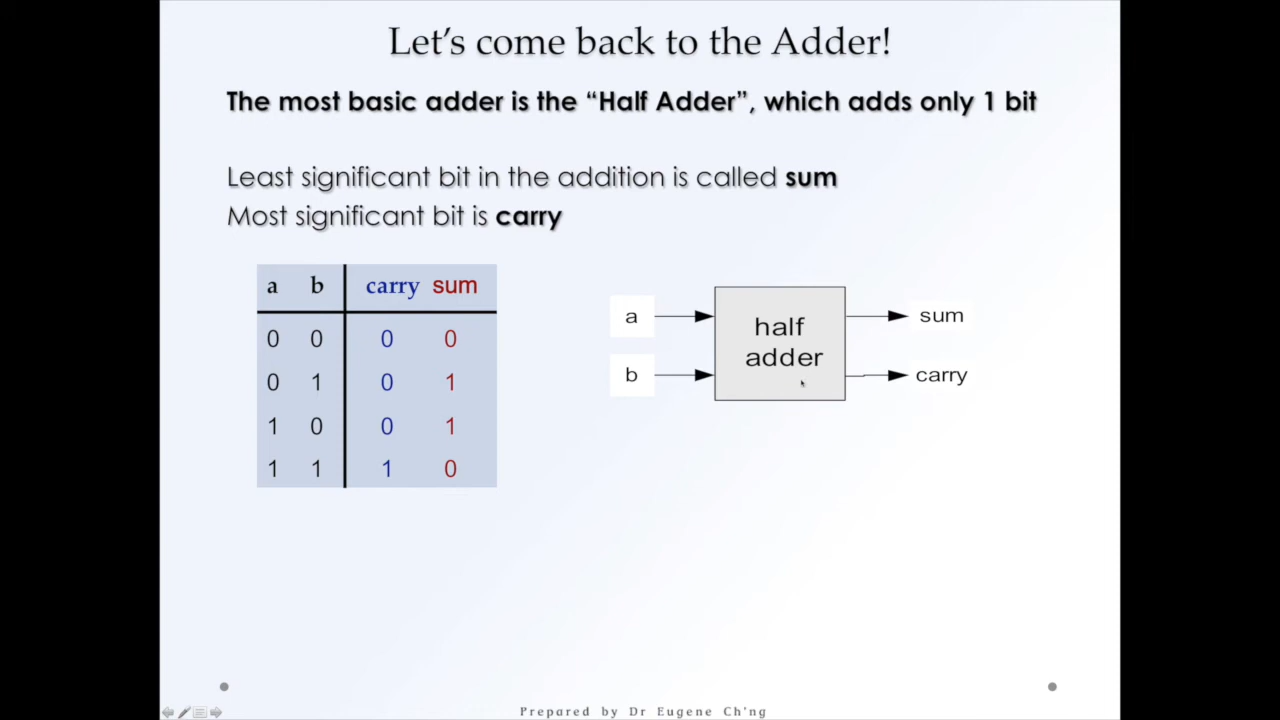 Let's come back to the Adder!
The most basic adder is the “Half Adder”, which adds only 1 bit
Least significant bit in the addition is called sum
Most significant bit is carry
a b carry sum
0 0 0 0
0 1 0 1
1 0 0 1
1 1 1 0
a
b
half
adder
sum
carry
Prepared by Dr Eugene Ch'ng